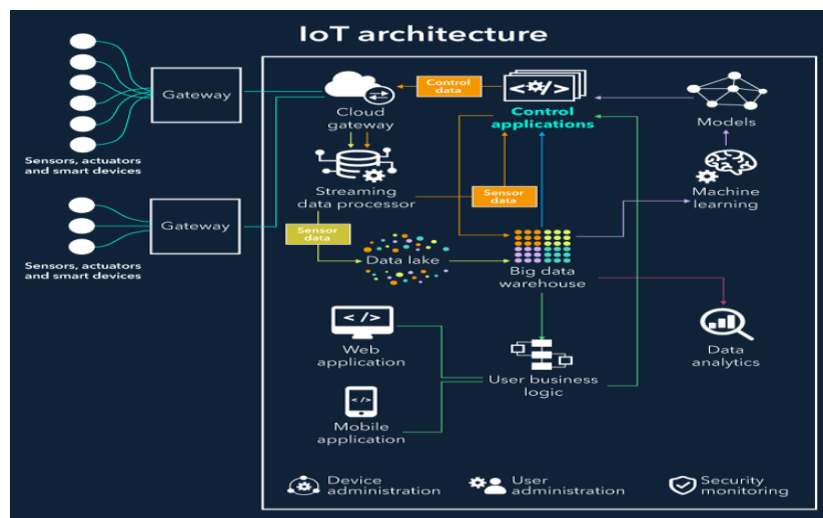 IoT architecture
Gateway
Sensors, actuators
and smart devices
Gateway
Sensors, actuators
and smart devices
Cloud
gateway
Control
data
</>
Control
applications
Models
Streaming
data processor
Sensor
data
Machine
learning
Sensor
data
Data lake
Big data
warehouse
</>
Web
application
User business
logic
Data
analytics
</>
Mobile
application
Device
administration
User
administration
Security
monitoring